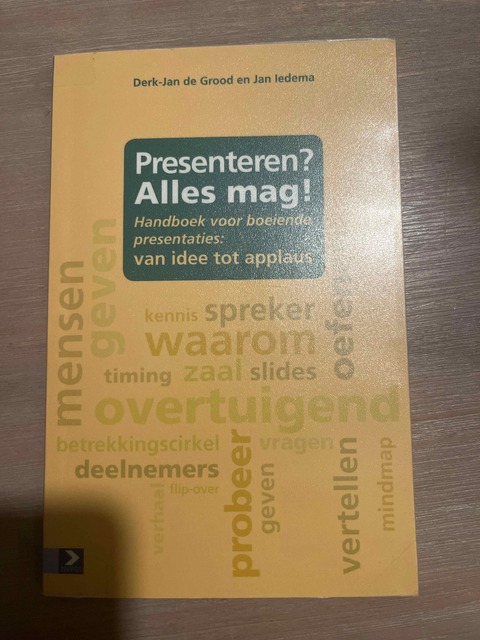 Derk-Jan de Grood en Jan Iedema
Presenteren?
Alles mag!
Handboek voor boeiende
presentaties:
van idee tot applaus
mensen
geven
kennis
spreker
waarom
oefen
timing
zaal
slides
overtuigend
betrekkingscirkel
vragen
deelnemers
flip-over
verhaal
probeer
geven
vertellen
mindmap